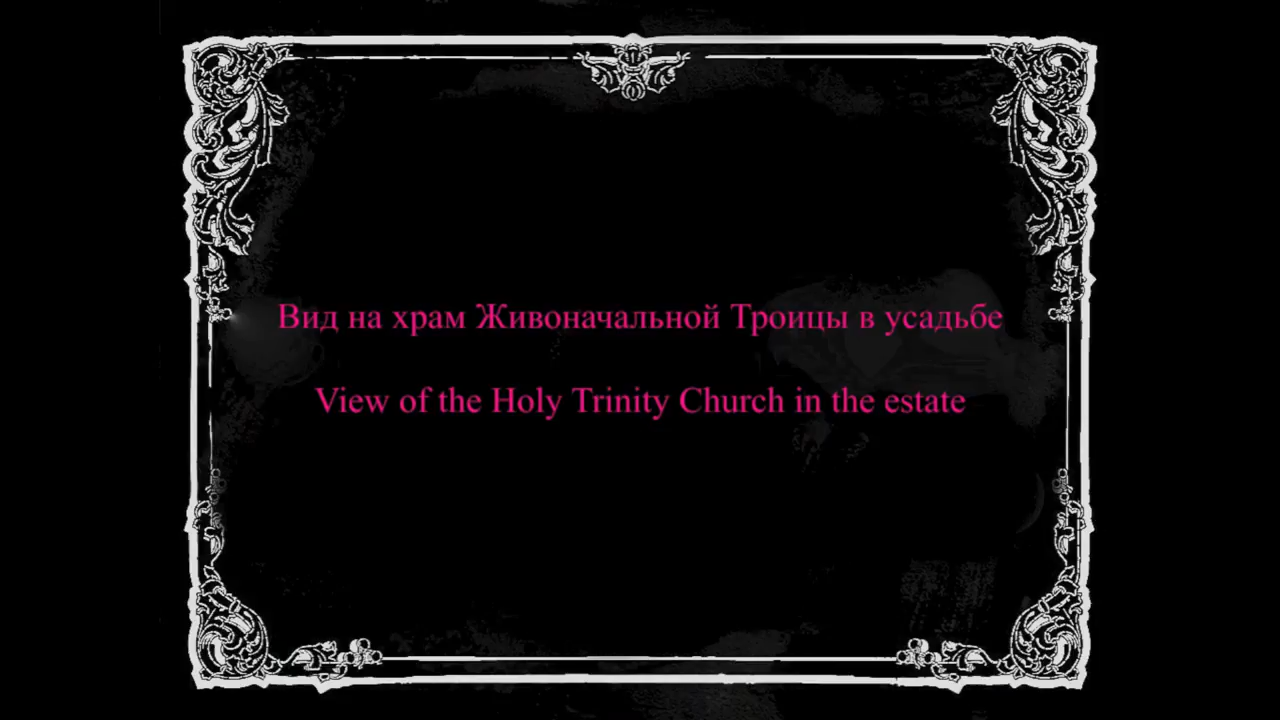 Вид на храм Живоначальной Троицы в усадьбе
View of the Holy Trinity Church in the estate